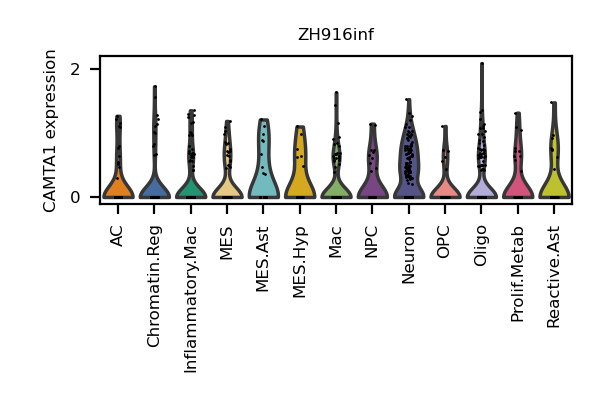 ZH916inf
CAMTA1 expression
2
0
AC
Chromatin.Reg
Inflammatory.Mac
MES
MES.Ast
MES.Hyp
Mac
NPC
Neuron
OPC
Oligo
Prolif.Metab
Reactive.Ast